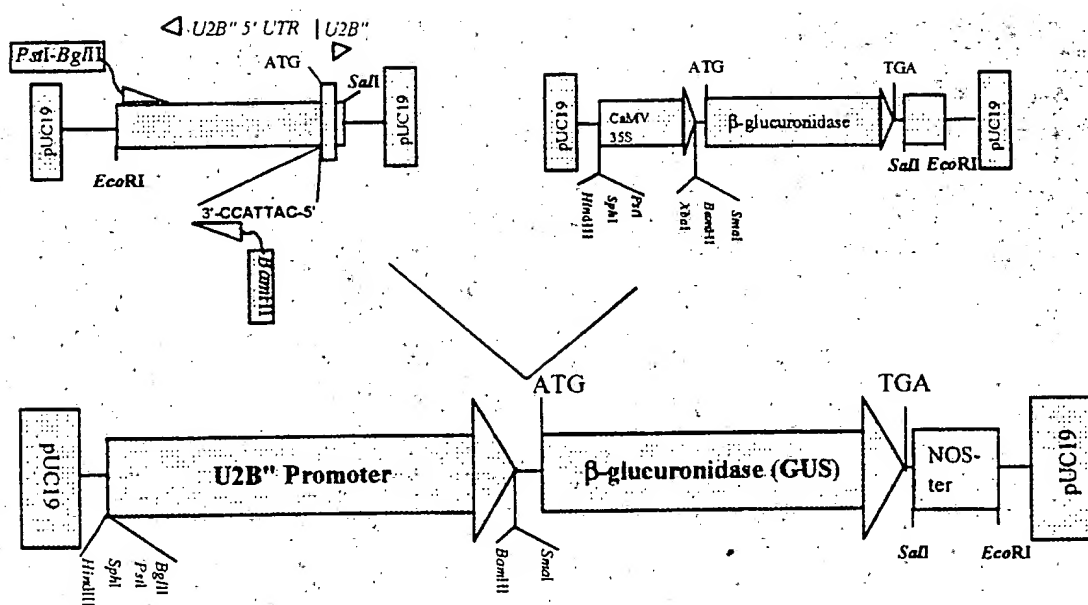 U2B" 5' UTR | U2B"
PstI-BglII
ATG
SalI
pUC19
pUC19
EcoRI
3'-CCATTAC-5'
BamHI
ATG
TGA
pUC19
CaMV
35S
β-glucuronidase
pUC19
SalI
EcoRI
HindIII
SphI
PstI
XbaI
BamHI
SmaI
ATG
TGA
pUC19
U2B" Promoter
β-glucuronidase (GUS)
NOS-
ter
pUC19
HindIII
SphI
PstI
BglII
BamHI
SmaI
SalI
EcoRI